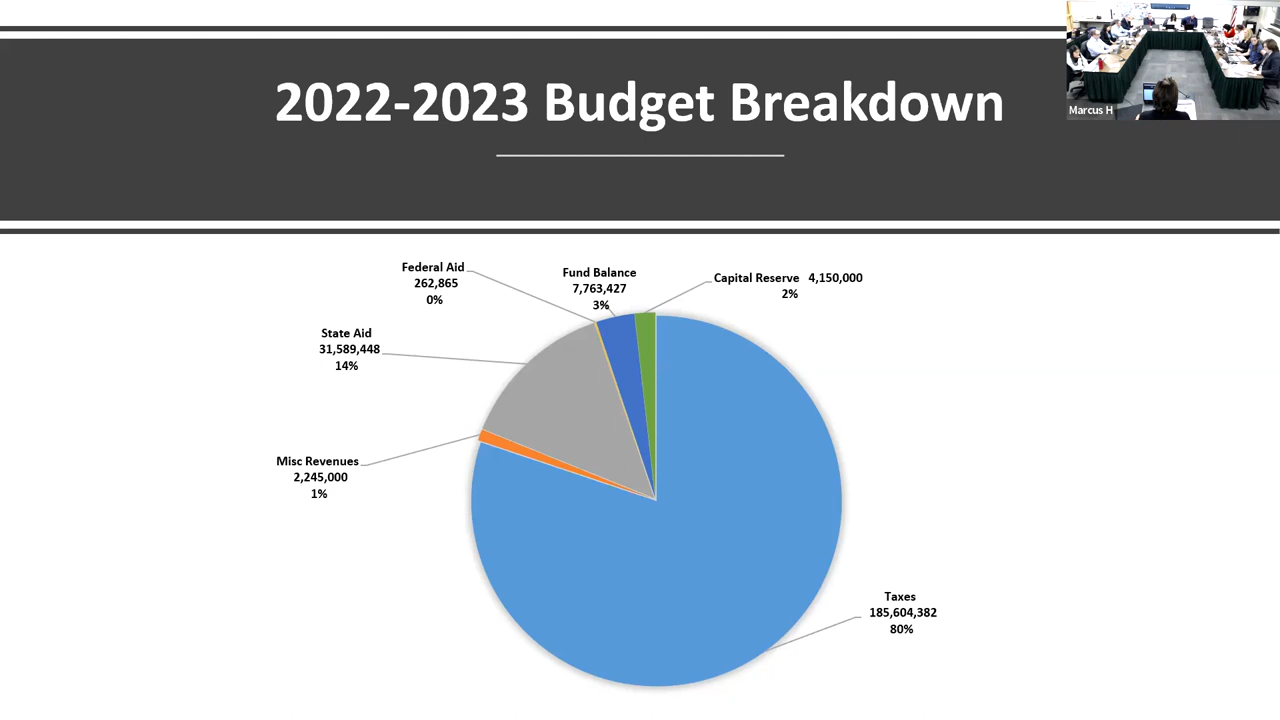 2022-2023 Budget Breakdown
Marcus H
Federal Aid
262,865
0%
Fund Balance
7,763,427
3%
Capital Reserve 4,150,000
2%
State Aid
31,589,448
14%
Misc Revenues
2,245,000
1%
Taxes
185,604,382
80%